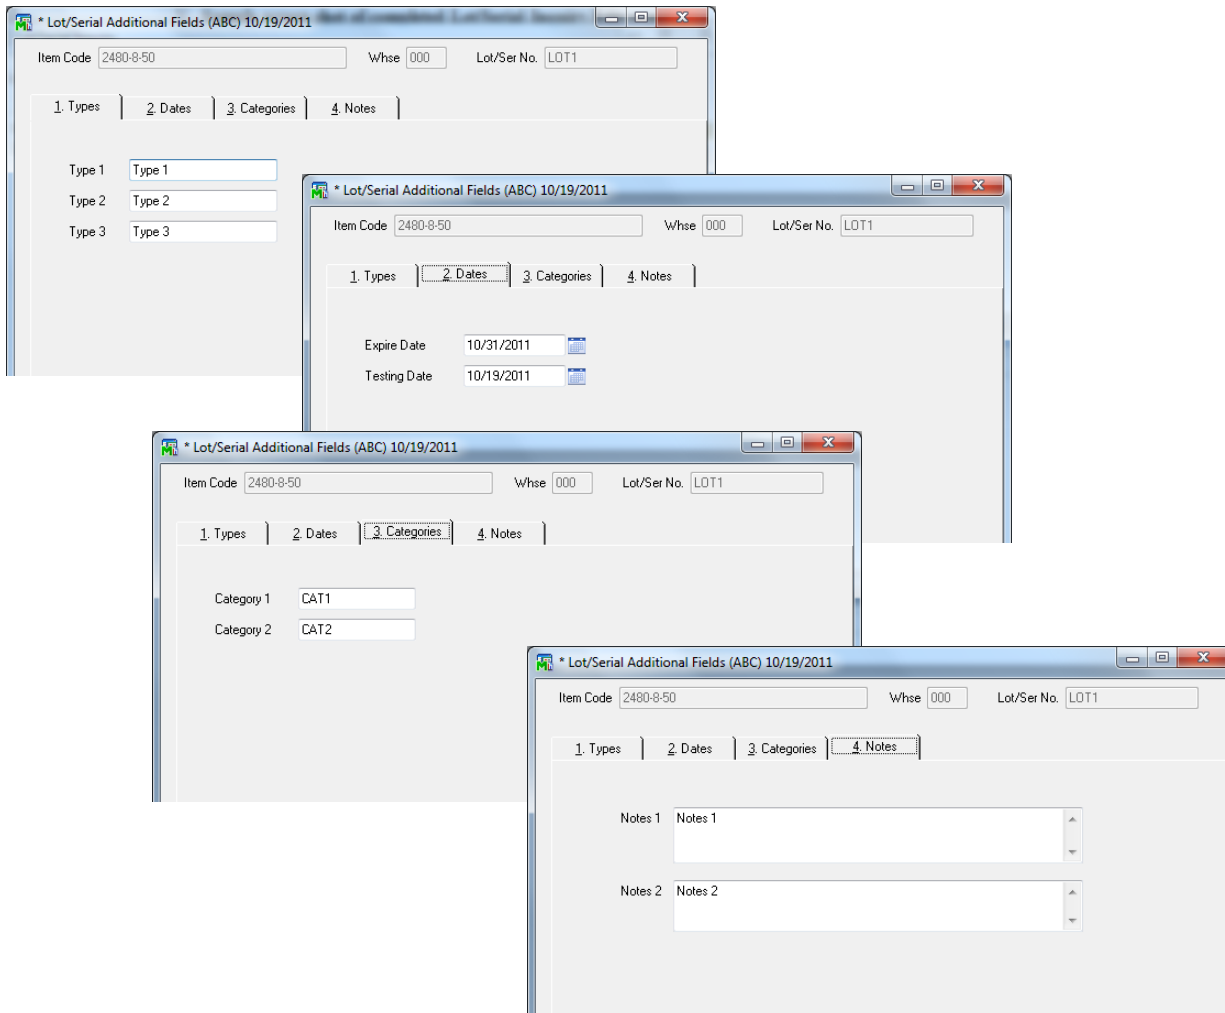 * Lot/Serial Additional Fields (ABC) 10/19/2011
Item Code 2480-8-50 Whse 000 Lot/Ser No. LOT1
1. Types 2. Dates 3. Categories 4. Notes
Type 1 Type 1
Type 2 Type 2
Type 3 Type 3
* Lot/Serial Additional Fields (ABC) 10/19/2011
Item Code 2480-8-50 Whse 000 Lot/Ser No. LOT1
1. Types 2. Dates 3. Categories 4. Notes
Expire Date 10/31/2011
Testing Date 10/19/2011
* Lot/Serial Additional Fields (ABC) 10/19/2011
Item Code 2480-8-50 Whse 000 Lot/Ser No. LOT1
1. Types 2. Dates 3. Categories 4. Notes
Category 1 CAT1
Category 2 CAT2
* Lot/Serial Additional Fields (ABC) 10/19/2011
Item Code 2480-8-50 Whse 000 Lot/Ser No. LOT1
1. Types 2. Dates 3. Categories 4. Notes
Notes 1 Notes 1
Notes 2 Notes 2